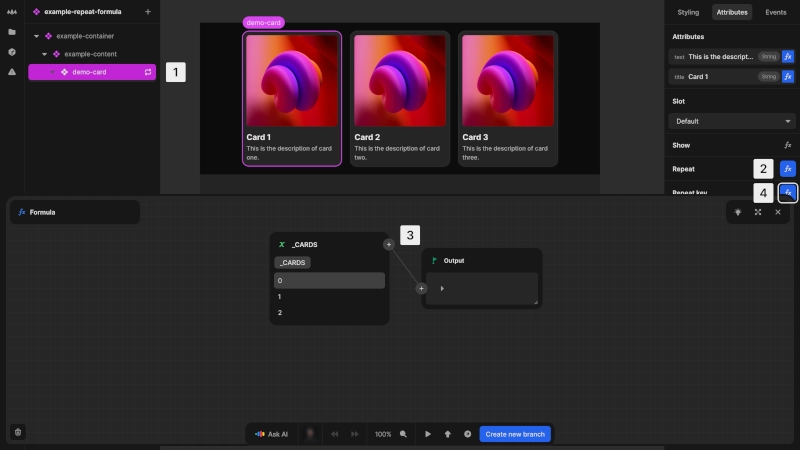 example-repeat-formula
+
example-container
example-content
demo-card
1
demo-card
Card 1
This is the description of card
one.
Card 2
This is the description of card
two.
Card 3
This is the description of card
three.
Styling
Attributes
Events
Attributes
text This is the descript... String fx
title Card 1 String fx
Slot
Default
Show fx
Repeat 2 fx
Repeat key 4 fx
fx Formula
x _CARDS
_CARDS
0
1
2
+
3
Output
+
Ask AI
100%
Create new branch